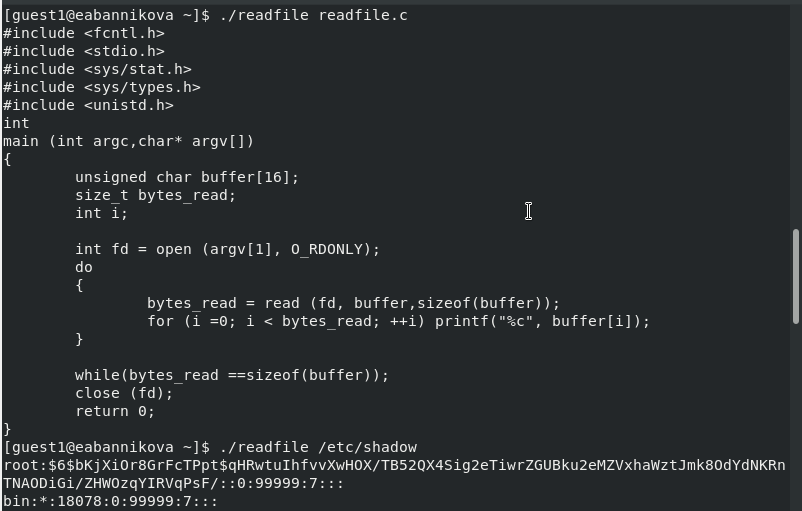 [guest1@eabannikova ~]$ ./readfile readfile.c
#include <fcntl.h>
#include <stdio.h>
#include <sys/stat.h>
#include <sys/types.h>
#include <unistd.h>
int
main (int argc,char* argv[])
{
        unsigned char buffer[16];
        size_t bytes_read;
        int i;

        int fd = open (argv[1], O_RDONLY);
        do
        {
                bytes_read = read (fd, buffer,sizeof(buffer));
                for (i =0; i < bytes_read; ++i) printf("%c", buffer[i]);
        }

        while(bytes_read ==sizeof(buffer));
        close (fd);
        return 0;
}
[guest1@eabannikova ~]$ ./readfile /etc/shadow
root:$6$bKjXiOr8GrFcTPpt$qHRwtuIhfvvXwHOX/TB52QX4Sig2eTiwrZGUBku2eMZVxhaWztJmk8OdYdNKRn
TNAODiGi/ZHWOzqYIRVqPsF/::0:99999:7:::
bin:*:18078:0:99999:7:::